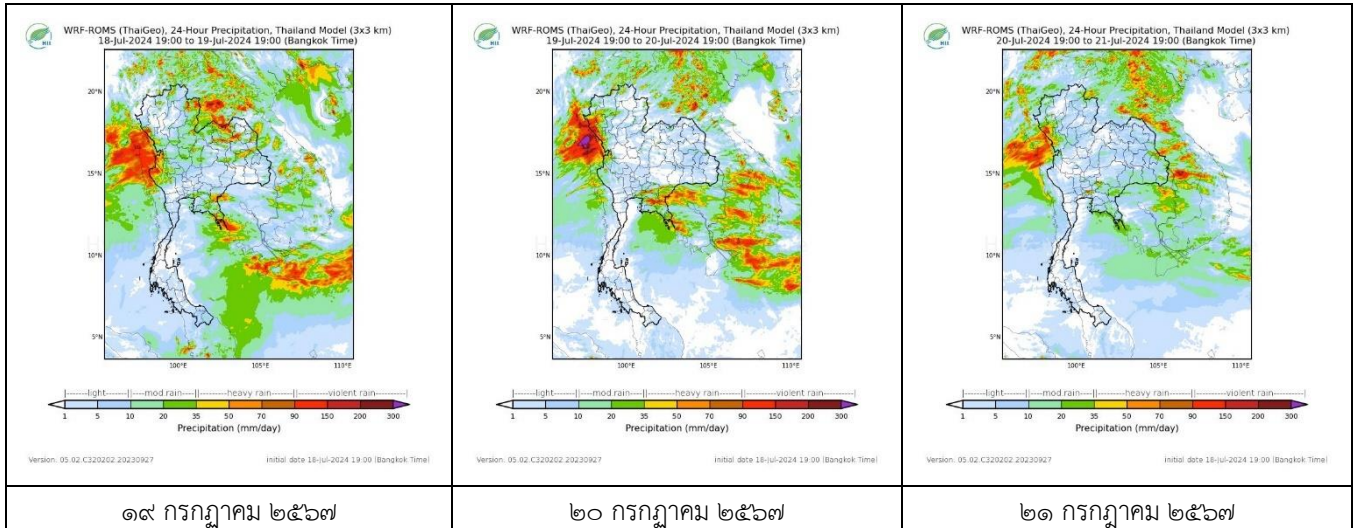 WRF-ROMS (ThaiGeo), 24-Hour Precipitation, Thailand Model (3x3 km)
18-Jul-2024 19:00 to 19-Jul-2024 19:00 (Bangkok Time)
20°N
15°N
10°N
5°N
100°E 105°E 110°E
light mod rain heavy rain violent rain
1 5 10 20 35 50 70 90 150 200 300
Precipitation (mm/day)
Version: 05.02.C320202.20230927 initial date 18-Jul-2024 19:00 (Bangkok Time)
๑๙ กรกฎาคม ๒๕๖๗
WRF-ROMS (ThaiGeo), 24-Hour Precipitation, Thailand Model (3x3 km)
19-Jul-2024 19:00 to 20-Jul-2024 19:00 (Bangkok Time)
20°N
15°N
10°N
5°N
100°E 105°E 110°E
light mod rain heavy rain violent rain
1 5 10 20 35 50 70 90 150 200 300
Precipitation (mm/day)
Version: 05.02.C320202.20230927 initial date 18-Jul-2024 19:00 (Bangkok Time)
๒๐ กรกฎาคม ๒๕๖๗
WRF-ROMS (ThaiGeo), 24-Hour Precipitation, Thailand Model (3x3 km)
20-Jul-2024 19:00 to 21-Jul-2024 19:00 (Bangkok Time)
20°N
15°N
10°N
5°N
100°E 105°E 110°E
light mod rain heavy rain violent rain
1 5 10 20 35 50 70 90 150 200 300
Precipitation (mm/day)
Version: 05.02.C320202.20230927 initial date 18-Jul-2024 19:00 (Bangkok Time)
๒๑ กรกฎาคม ๒๕๖๗